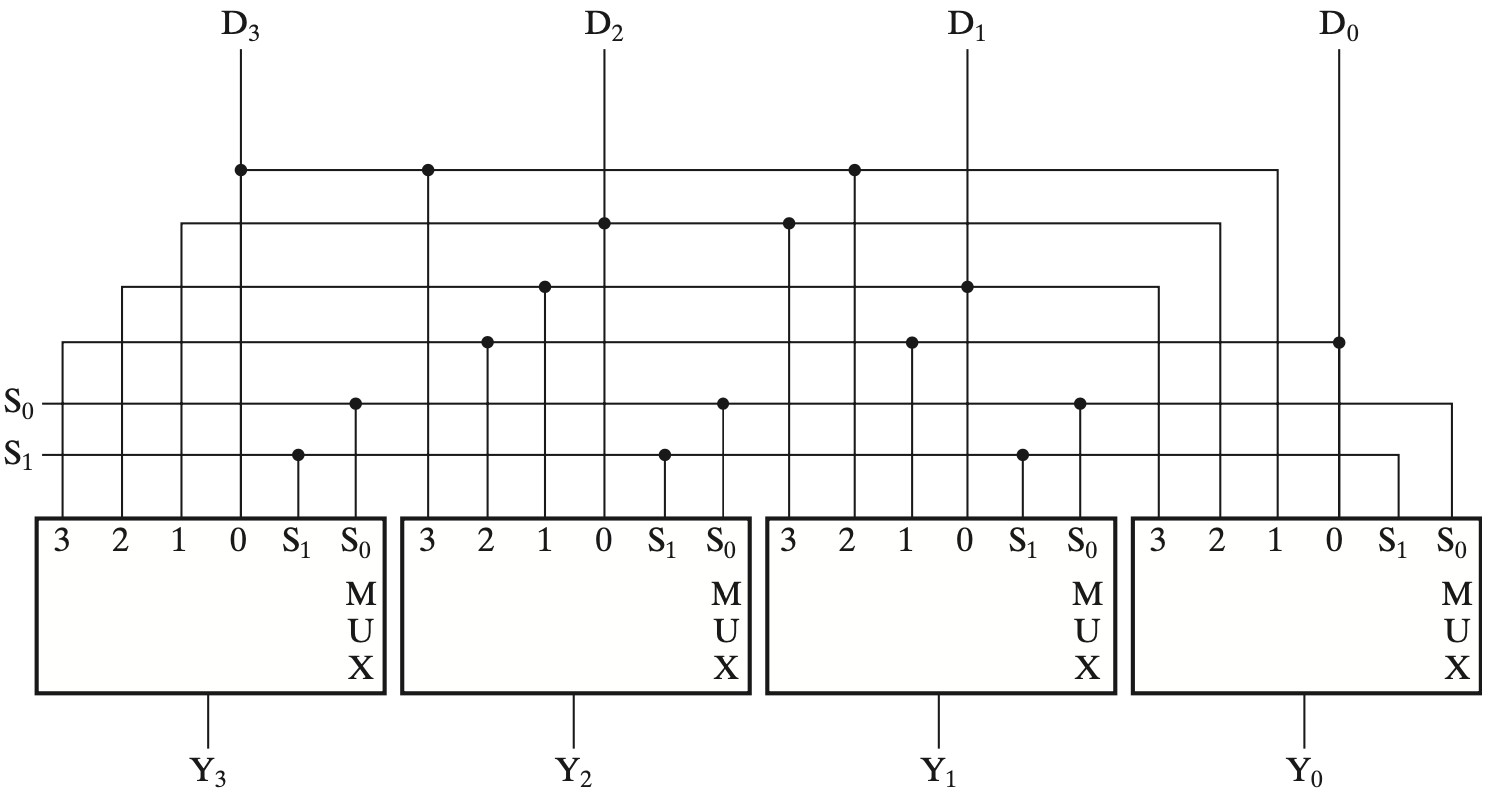 D₃ D₂ D₁ D₀
S₀
S₁
3 2 1 0 S₁ S₀ 3 2 1 0 S₁ S₀ 3 2 1 0 S₁ S₀ 3 2 1 0 S₁ S₀
M M M M
U U U U
X X X X
Y₃ Y₂ Y₁ Y₀